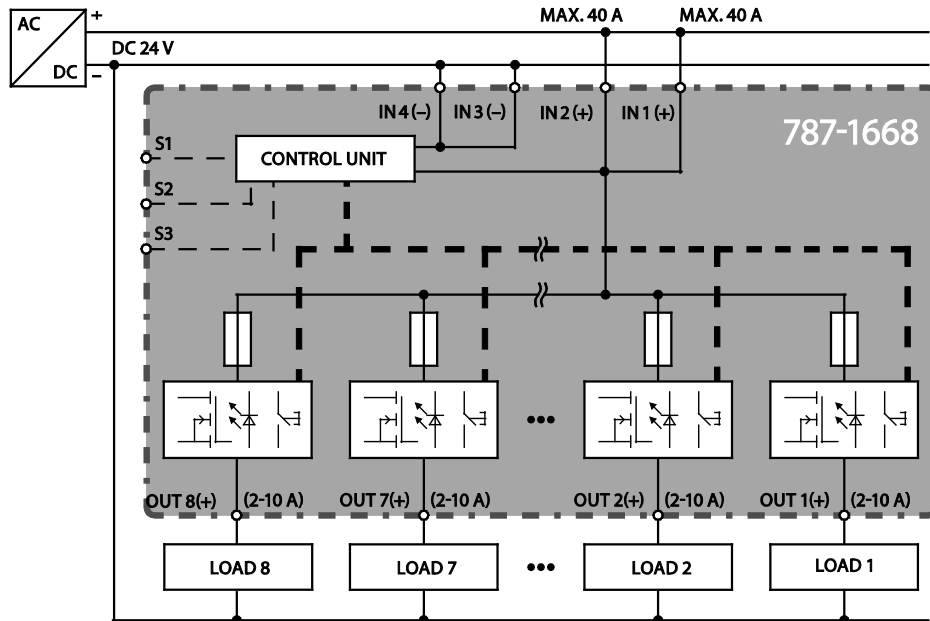 AC
+
MAX. 40 A MAX. 40 A
DC 24 V
DC
–
IN 4 (–) IN 3 (–) IN 2 (+) IN 1 (+)
787-1668
S1
CONTROL UNIT
S2
S3
•••
OUT 8(+) (2-10 A) OUT 7(+) (2-10 A) OUT 2(+) (2-10 A) OUT 1(+) (2-10 A)
LOAD 8 LOAD 7 ••• LOAD 2 LOAD 1